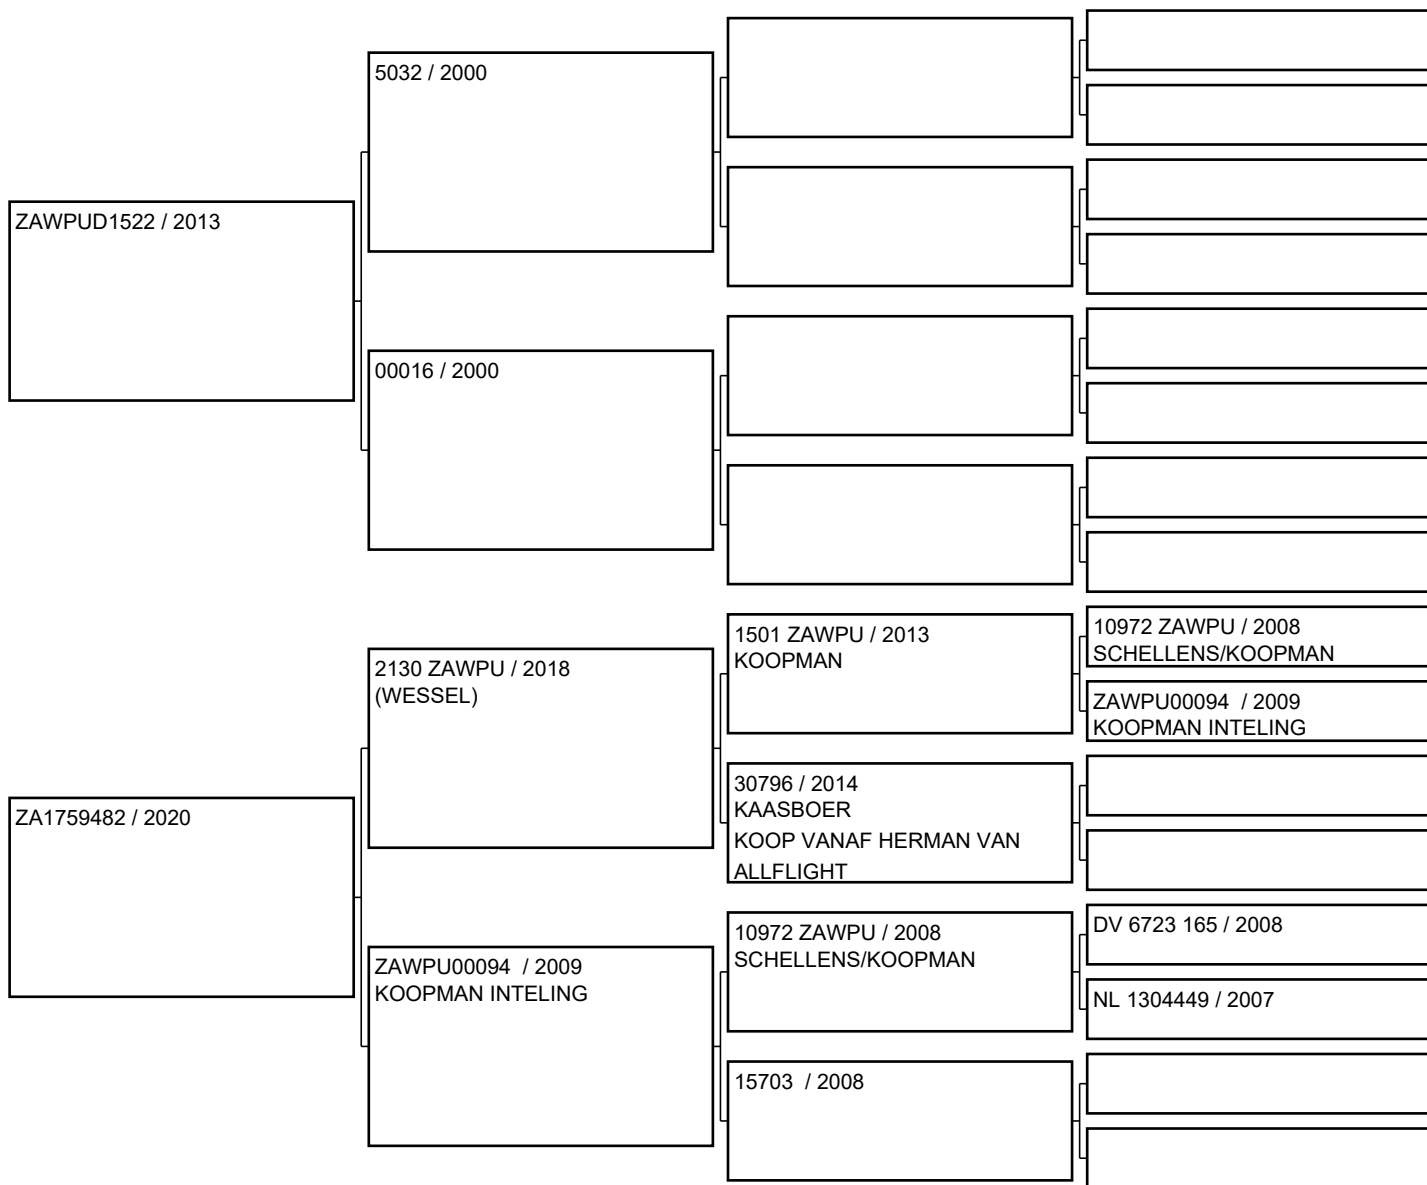 ZAWPUD1522 / 2013
5032 / 2000
00016 / 2000
ZA1759482 / 2020
2130 ZAWPU / 2018
(WESSEL)
1501 ZAWPU / 2013
KOOPMAN
10972 ZAWPU / 2008
SCHELLENS/KOOPMAN
ZAWPU00094 / 2009
KOOPMAN INTELING
30796 / 2014
KAASBOER
KOOP VANAF HERMAN VAN
ALLFLIGHT
ZAWPU00094 / 2009
KOOPMAN INTELING
10972 ZAWPU / 2008
SCHELLENS/KOOPMAN
DV 6723 165 / 2008
NL 1304449 / 2007
15703 / 2008